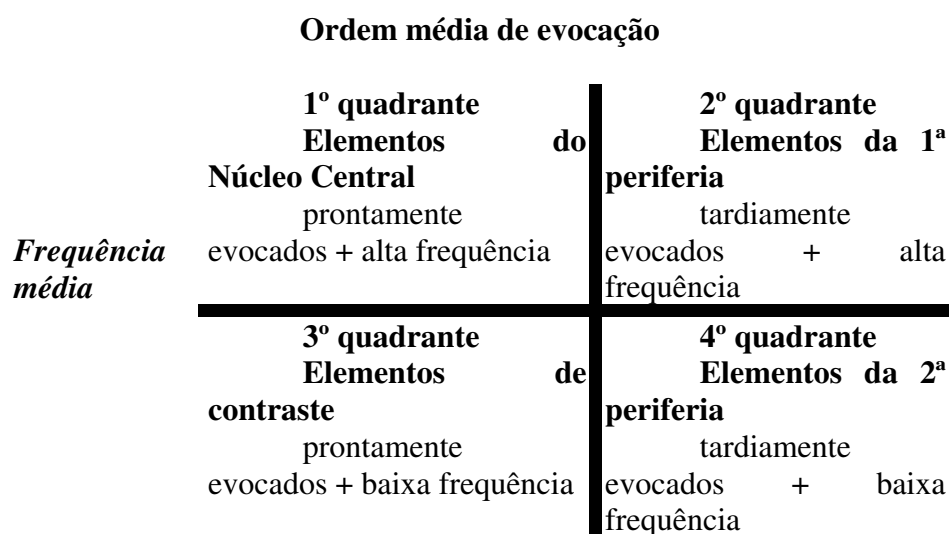 Ordem média de evocação
1º quadrante
Elementos do
Núcleo Central
prontamente
evocados + alta frequência
2º quadrante
Elementos da 1ª
periferia
tardiamente
evocados + alta
frequência
Frequência
média
3º quadrante
Elementos de
contraste
prontamente
evocados + baixa frequência
4º quadrante
Elementos da 2ª
periferia
tardiamente
evocados + baixa
frequência